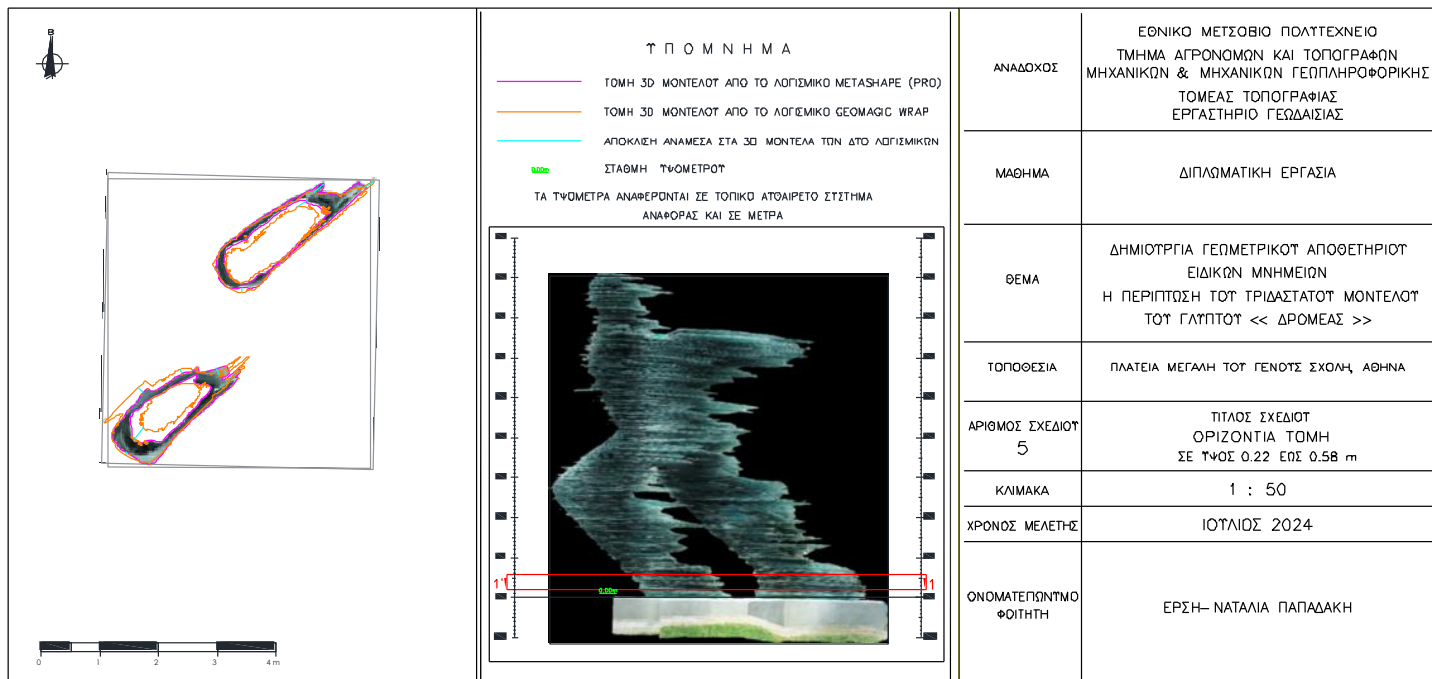 Β
0 1 2 3 4 m
ΥΠΟΜΝΗΜΑ
ΤΟΜΗ 3D ΜΟΝΤΕΛΟΥ ΑΠΟ ΤΟ ΛΟΓΙΣΜΙΚΟ METASHAPE (PRO)
ΤΟΜΗ 3D ΜΟΝΤΕΛΟΥ ΑΠΟ ΤΟ ΛΟΓΙΣΜΙΚΟ GEOMAGIC WRAP
ΑΠΟΚΛΙΣΗ ΑΝΑΜΕΣΑ ΣΤΑ 3D ΜΟΝΤΕΛΑ ΤΩΝ ΔΥΟ ΛΟΓΙΣΜΙΚΩΝ
0.00m
ΣΤΑΘΜΗ ΥΨΟΜΕΤΡΟΥ
ΤΑ ΥΨΟΜΕΤΡΑ ΑΝΑΦΕΡΟΝΤΑΙ ΣΕ ΤΟΠΙΚΟ ΑΥΘΑΙΡΕΤΟ ΣΥΣΤΗΜΑ
ΑΝΑΦΟΡΑΣ ΚΑΙ ΣΕ ΜΕΤΡΑ
1'
0.00m
1
ΑΝΑΔΟΧΟΣ
ΕΘΝΙΚΟ ΜΕΤΣΟΒΙΟ ΠΟΛΥΤΕΧΝΕΙΟ
ΤΜΗΜΑ ΑΓΡΟΝΟΜΩΝ ΚΑΙ ΤΟΠΟΓΡΑΦΩΝ
ΜΗΧΑΝΙΚΩΝ & ΜΗΧΑΝΙΚΩΝ ΓΕΩΠΛΗΡΟΦΟΡΙΚΗΣ
ΤΟΜΕΑΣ ΤΟΠΟΓΡΑΦΙΑΣ
ΕΡΓΑΣΤΗΡΙΟ ΓΕΩΔΑΙΣΙΑΣ
ΜΑΘΗΜΑ
ΔΙΠΛΩΜΑΤΙΚΗ ΕΡΓΑΣΙΑ
ΘΕΜΑ
ΔΗΜΙΟΥΡΓΙΑ ΓΕΩΜΕΤΡΙΚΟΥ ΑΠΟΘΕΤΗΡΙΟΥ
ΕΙΔΙΚΩΝ ΜΝΗΜΕΙΩΝ
Η ΠΕΡΙΠΤΩΣΗ ΤΟΥ ΤΡΙΔΑΣΤΑΤΟΥ ΜΟΝΤΕΛΟΥ
ΤΟΥ ΓΛΥΠΤΟΥ << ΔΡΟΜΕΑΣ >>
ΤΟΠΟΘΕΣΙΑ
ΠΛΑΤΕΙΑ ΜΕΓΑΛΗ ΤΟΥ ΓΕΝΟΥΣ ΣΧΟΛΗ, ΑΘΗΝΑ
ΑΡΙΘΜΟΣ ΣΧΕΔΙΟΥ
5
ΤΙΤΛΟΣ ΣΧΕΔΙΟΥ
ΟΡΙΖΟΝΤΙΑ ΤΟΜΗ
ΣΕ ΥΨΟΣ 0.22 ΕΩΣ 0.58 m
ΚΛΙΜΑΚΑ
1 : 50
ΧΡΟΝΟΣ ΜΕΛΕΤΗΣ
ΙΟΥΛΙΟΣ 2024
ΟΝΟΜΑΤΕΠΩΝΥΜΟ
ΦΟΙΤΗΤΗ
ΕΡΣΗ–ΝΑΤΑΛΙΑ ΠΑΠΑΔΑΚΗ